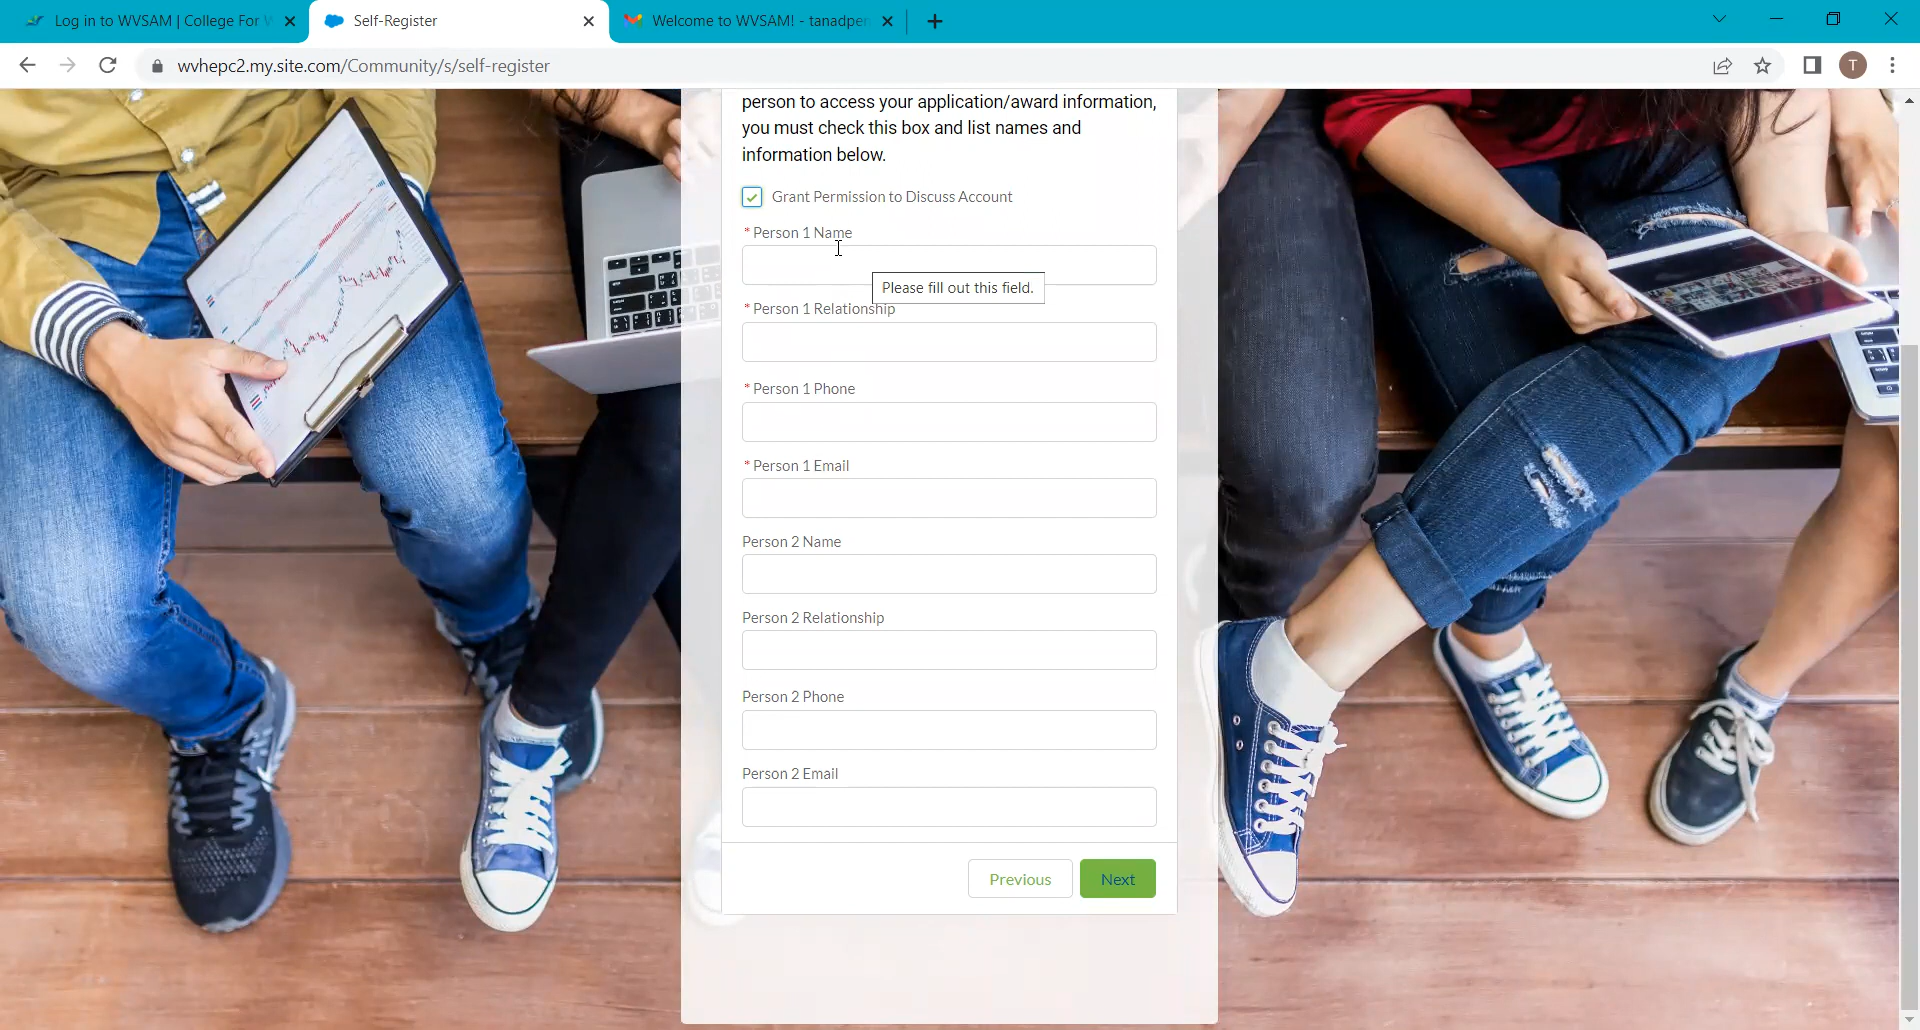 Log in to WVSAM | College For W
Self-Register
Welcome to WVSAM! - tanadper
wvhepc2.my.site.com/Community/s/self-register
T
person to access your application/award information,
you must check this box and list names and
information below.
Grant Permission to Discuss Account
* Person 1 Name
Please fill out this field.
* Person 1 Relationship
* Person 1 Phone
* Person 1 Email
Person 2 Name
Person 2 Relationship
Person 2 Phone
Person 2 Email
Previous
Next